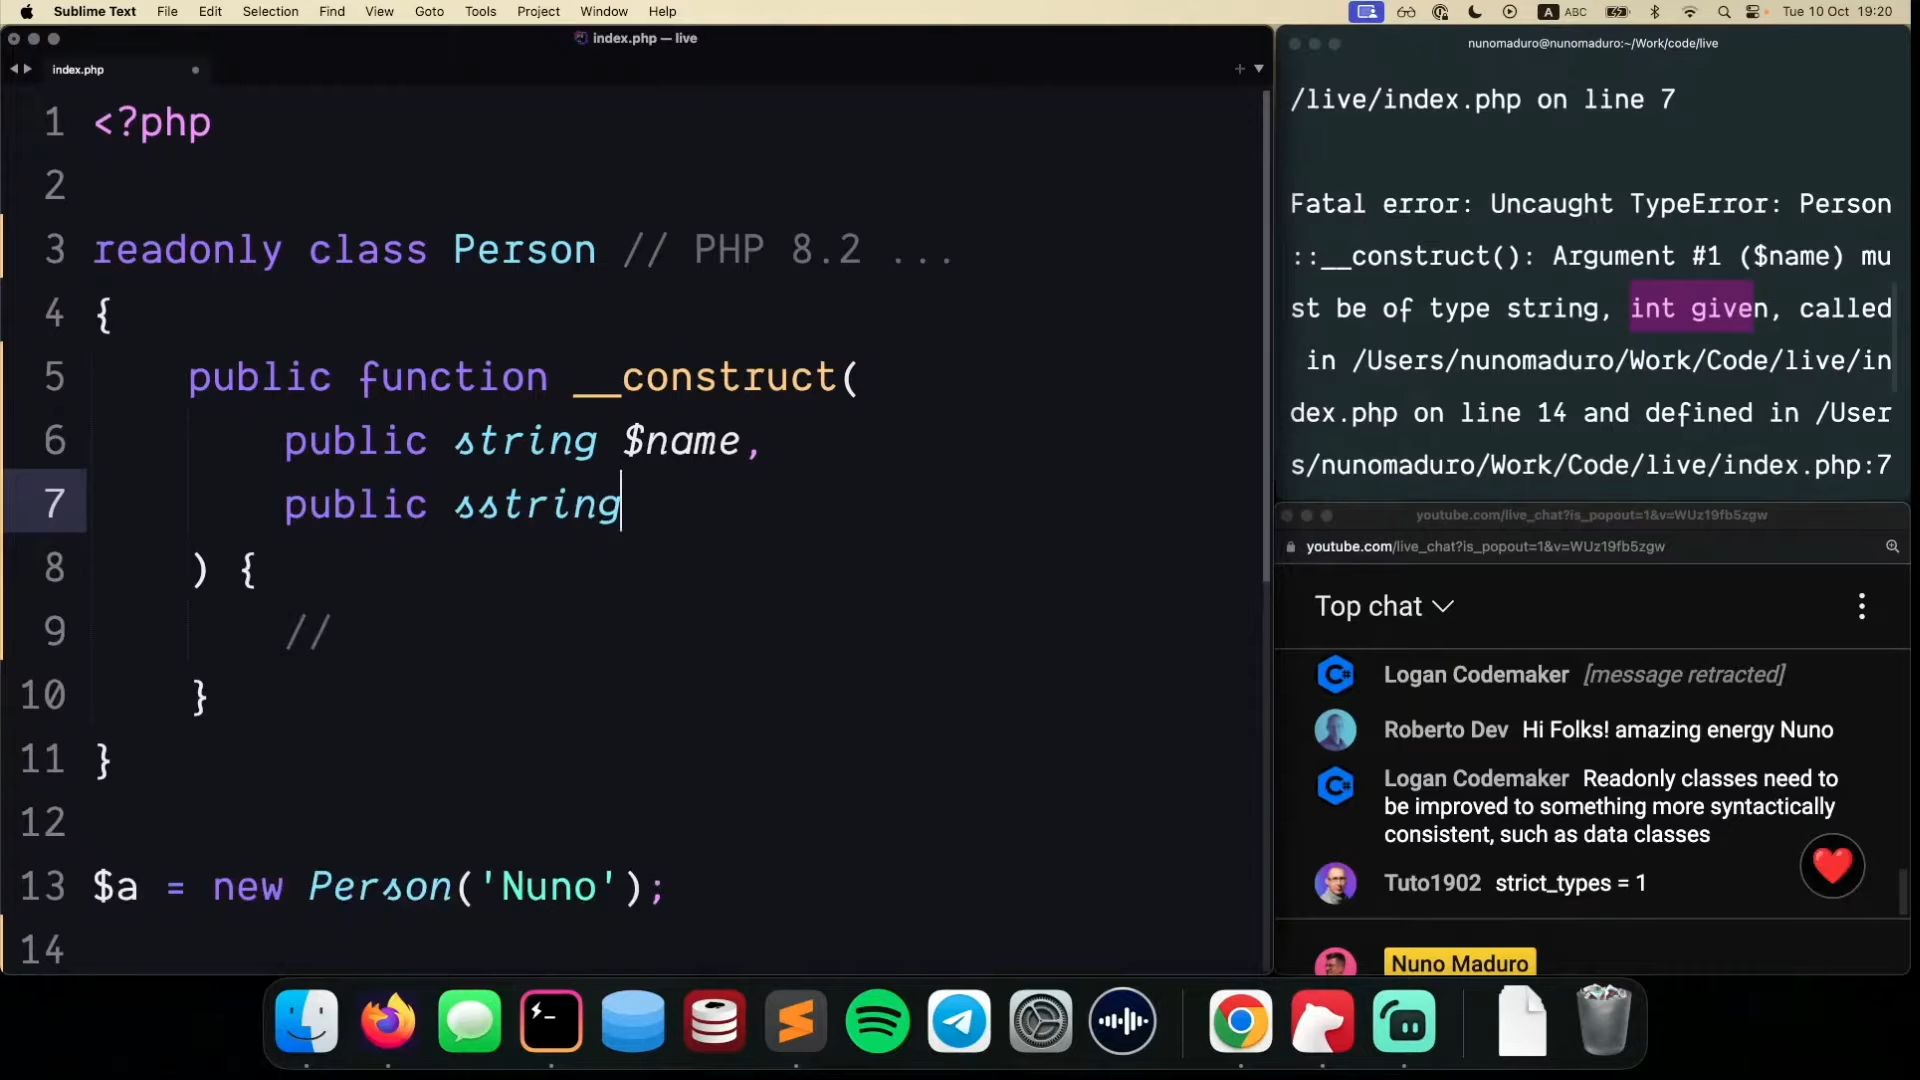 Sublime Text File Edit Selection Find View Goto Tools Project Window Help A ABC Tue 10 Oct 19:20
index.php — live
index.php
1 <?php
2
3 readonly class Person // PHP 8.2 ...
4 {
5 public function __construct(
6 public string $name,
7 public sstring
8 ) {
9 //
10 }
11 }
12
13 $a = new Person('Nuno');
14
nunomaduro@nunomaduro:~/Work/code/live
/live/index.php on line 7
Fatal error: Uncaught TypeError: Person
::__construct(): Argument #1 ($name) mu
st be of type string, int given, called
in /Users/nunomaduro/Work/Code/live/in
dex.php on line 14 and defined in /User
s/nunomaduro/Work/Code/live/index.php:7
youtube.com/live_chat?is_popout=1&v=WUz19fb5zgw
youtube.com/live_chat?is_popout=1&v=WUz19fb5zgw
Top chat
Logan Codemaker [message retracted]
Roberto Dev Hi Folks! amazing energy Nuno
Logan Codemaker Readonly classes need to
be improved to something more syntactically
consistent, such as data classes
Tuto1902 strict_types = 1
Nuno Maduro